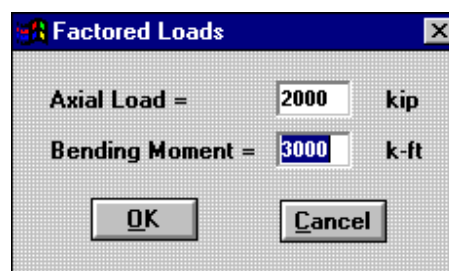 Factored Loads
Axial Load = 2000 kip
Bending Moment = 3000 k-ft
OK Cancel